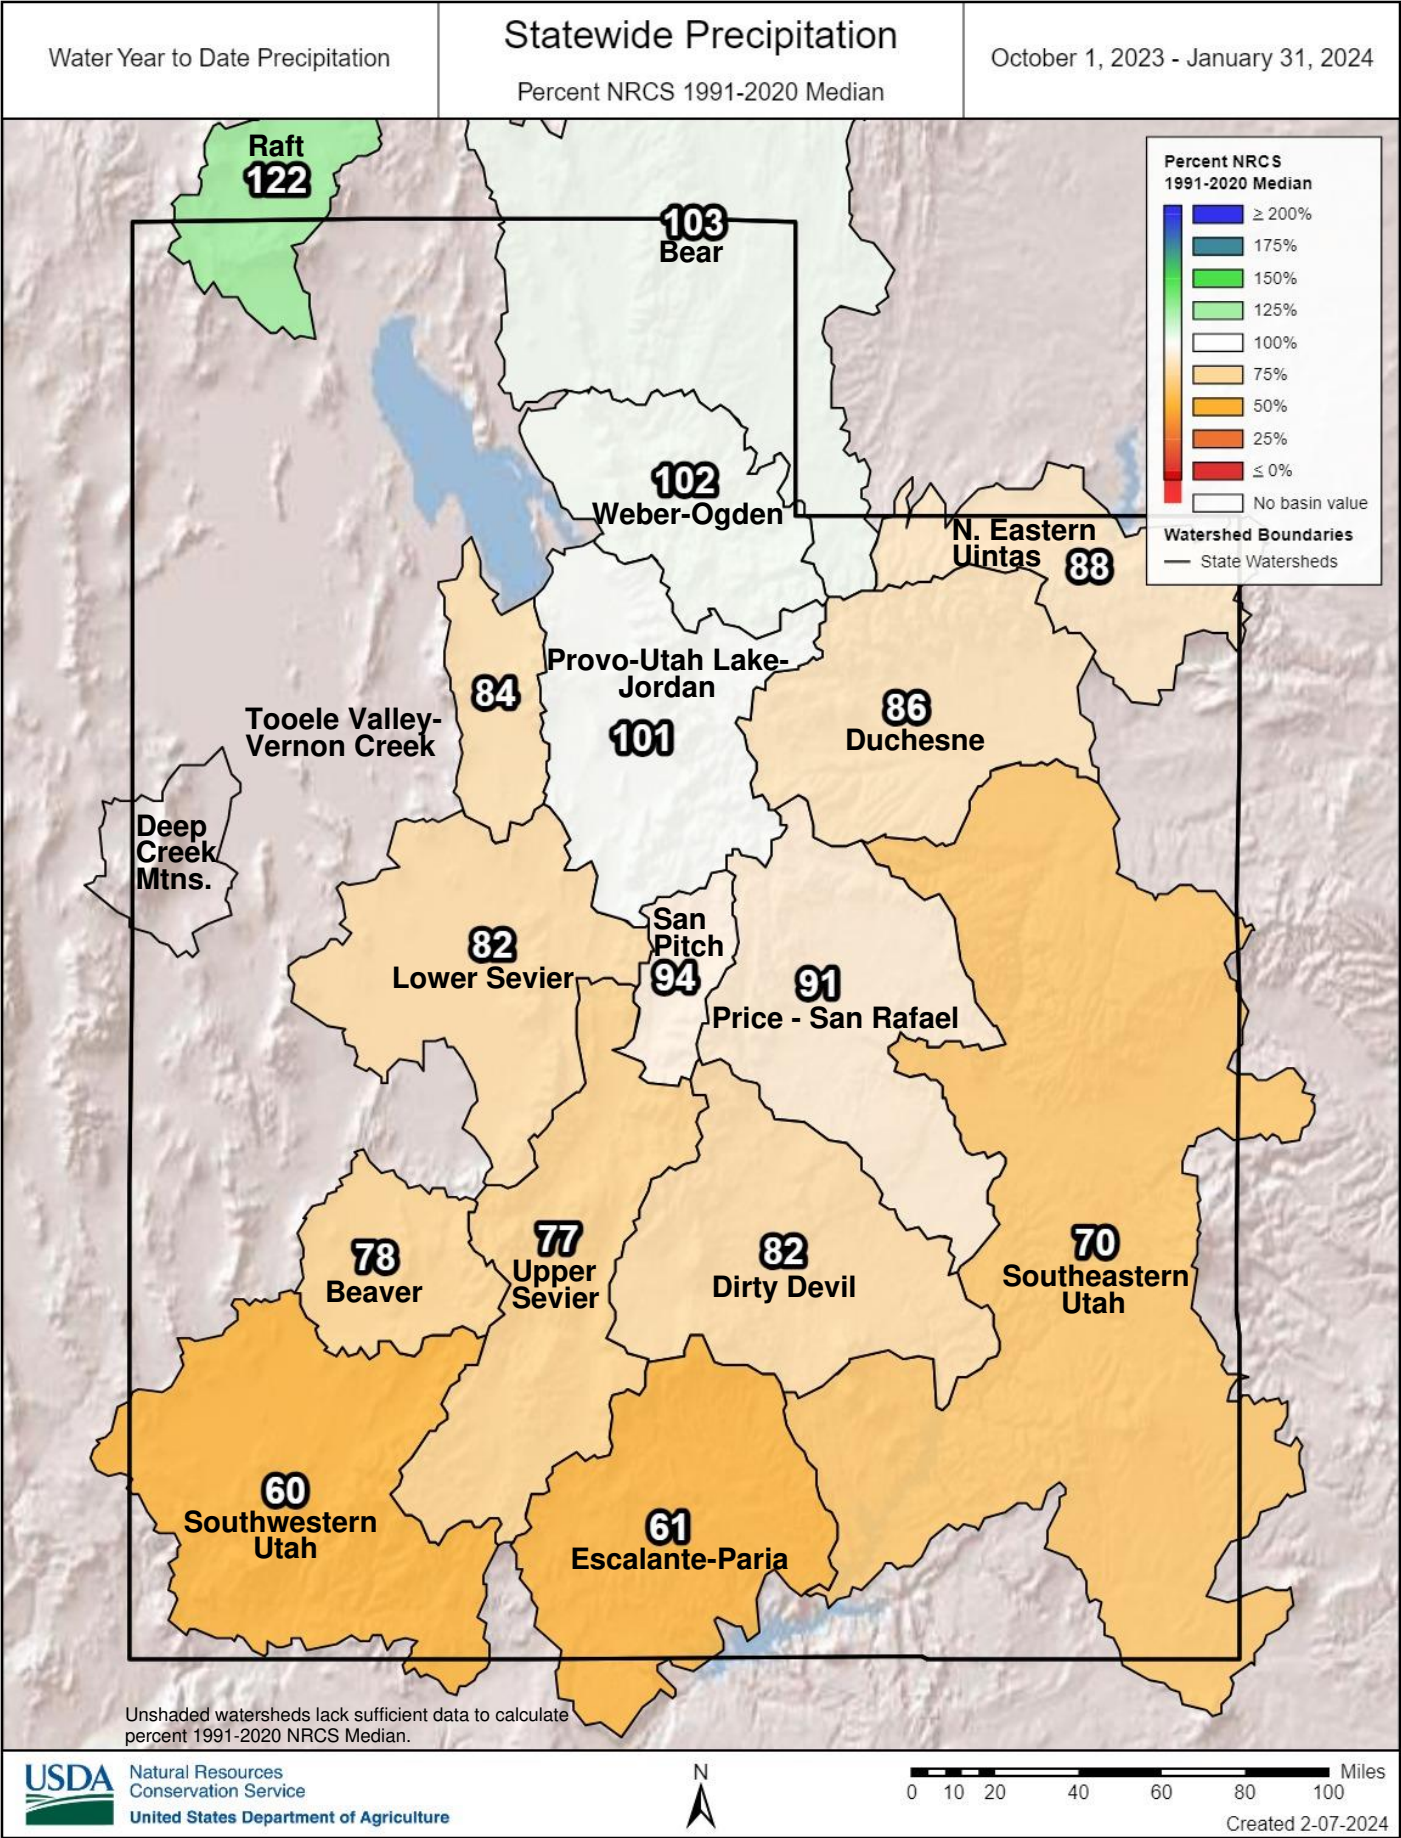 Water Year to Date Precipitation
Statewide Precipitation
Percent NRCS 1991-2020 Median
October 1, 2023 - January 31, 2024
Percent NRCS
1991-2020 Median
≥ 200%
175%
150%
125%
100%
75%
50%
25%
≤ 0%
No basin value
Watershed Boundaries
State Watersheds
Raft
122
103
Bear
102
Weber-Ogden
N. Eastern
Uintas
88
Provo-Utah Lake-
Jordan
101
84
Tooele Valley-
Vernon Creek
86
Duchesne
Deep
Creek
Mtns.
82
Lower Sevier
San
Pitch
94
91
Price - San Rafael
78
Beaver
77
Upper
Sevier
82
Dirty Devil
70
Southeastern
Utah
60
Southwestern
Utah
61
Escalante-Paria
Unshaded watersheds lack sufficient data to calculate
percent 1991-2020 NRCS Median.
USDA
Natural Resources
Conservation Service
United States Department of Agriculture
N
Miles
0 10 20 40 60 80 100
Created 2-07-2024